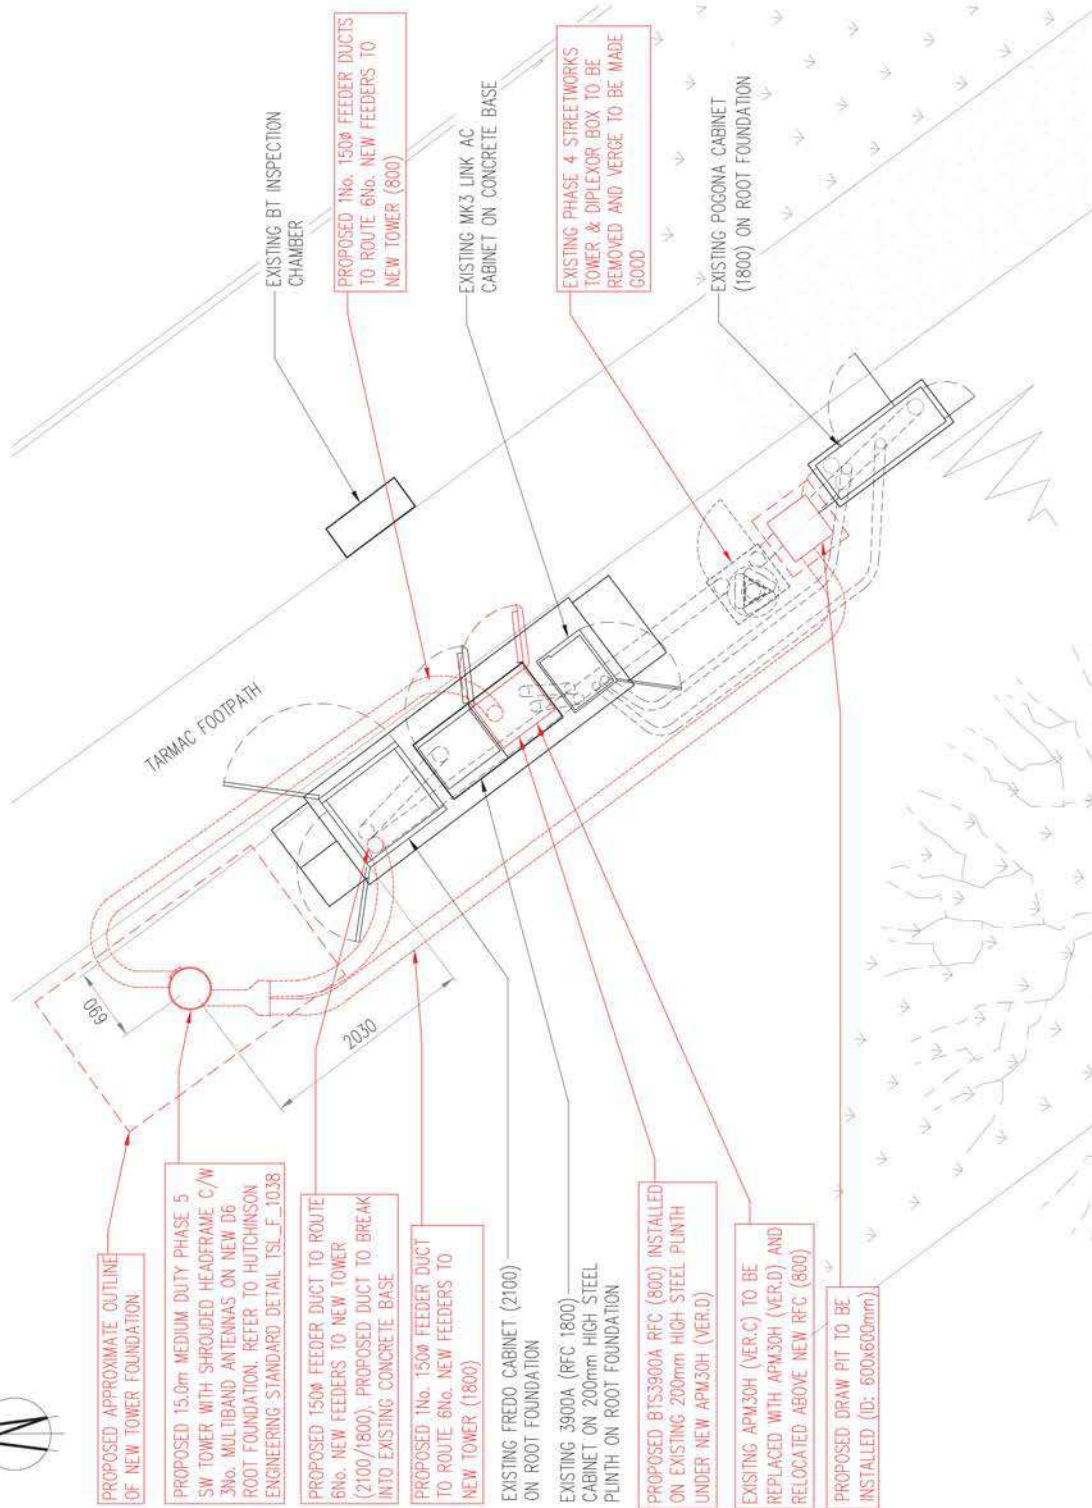 PROPOSED APPROXIMATE OUTLINE
OF NEW TOWER FOUNDATION
PROPOSED 15.0m MEDIUM DUTY PHASE 5
SW TOWER WITH SHROUDED HEADFRAME C/W
3No. MULTIBAND ANTENNAS ON NEW D6
ROOT FOUNDATION. REFER TO HUTCHINSON
ENGINEERING STANDARD DETAIL TSL_F_1038
PROPOSED 150ø FEEDER DUCT TO ROUTE
6No. NEW FEEDERS TO NEW TOWER
(2100/1800). PROPOSED DUCT TO BREAK
INTO EXISTING CONCRETE BASE
PROPOSED 1No. 150ø FEEDER DUCT
TO ROUTE 6No. NEW FEEDERS TO
NEW TOWER (1800)
EXISTING FREDO CABINET (2100)
ON ROOT FOUNDATION
EXISTING 3900A (RFC 1800)
CABINET ON 200mm HIGH STEEL
PLINTH ON ROOT FOUNDATION
PROPOSED BTS3900A RFC (800) INSTALLED
ON EXISTING 200mm HIGH STEEL PLINTH
UNDER NEW APM30H (VER.D)
EXISITNG APM30H (VER.C) TO BE
REPLACED WITH APM30H (VER.D) AND
RELOCATED ABOVE NEW RFC (800)
PROPOSED DRAW PIT TO BE
INSTALLED (ID: 600x600mm)
690
2030
TARMAC FOOTPATH
EXISTING BT INSPECTION
CHAMBER
PROPOSED 1No. 150ø FEEDER DUCTS
TO ROUTE 6No. NEW FEEDERS TO
NEW TOWER (800)
EXISTING MK3 LINK AC
CABINET ON CONCRETE BASE
EXISTING PHASE 4 STREETWORKS
TOWER & DIPLEXOR BOX TO BE
REMOVED AND VERGE TO BE MADE
GOOD
EXISTING POGONA CABINET
(1800) ON ROOT FOUNDATION
N